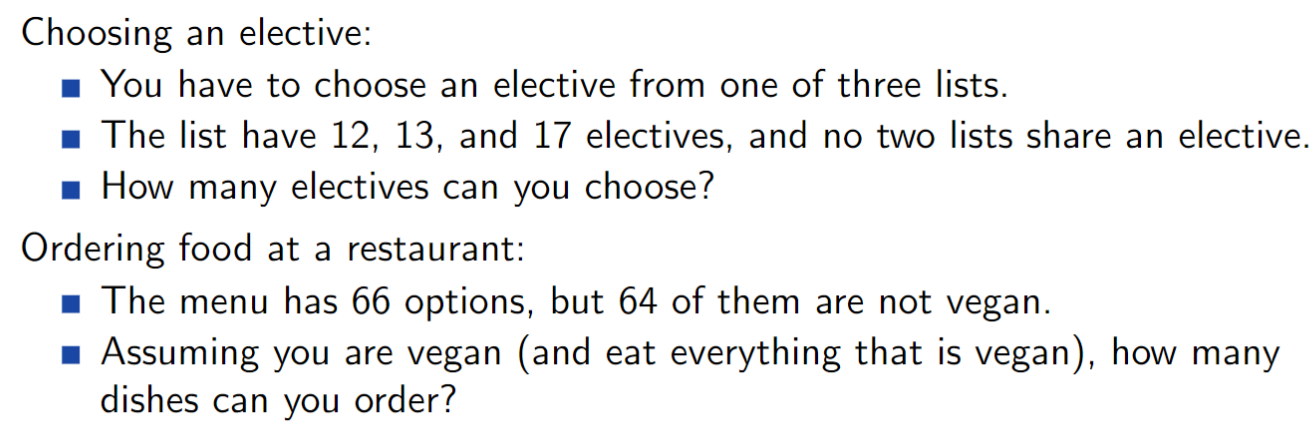 Choosing an elective:
■ You have to choose an elective from one of three lists.
■ The list have 12, 13, and 17 electives, and no two lists share an elective.
■ How many electives can you choose?
Ordering food at a restaurant:
■ The menu has 66 options, but 64 of them are not vegan.
■ Assuming you are vegan (and eat everything that is vegan), how many
dishes can you order?